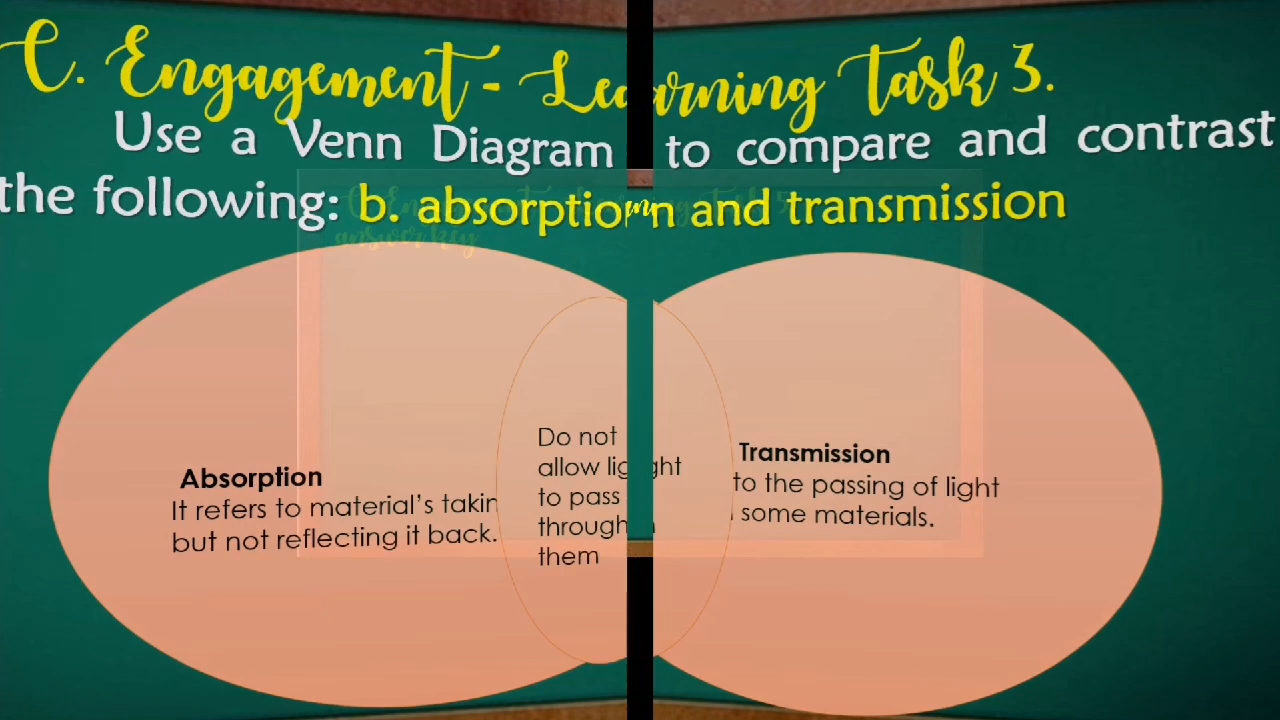 C. Engagement - Learning Task 3.
Use a Venn Diagram to compare and contrast
the following: b. absorption and transmission
answer key
Absorption
It refers to material's takin
but not reflecting it back.
Do not
allow light
to pass
through
them
Transmission
to the passing of light
some materials.